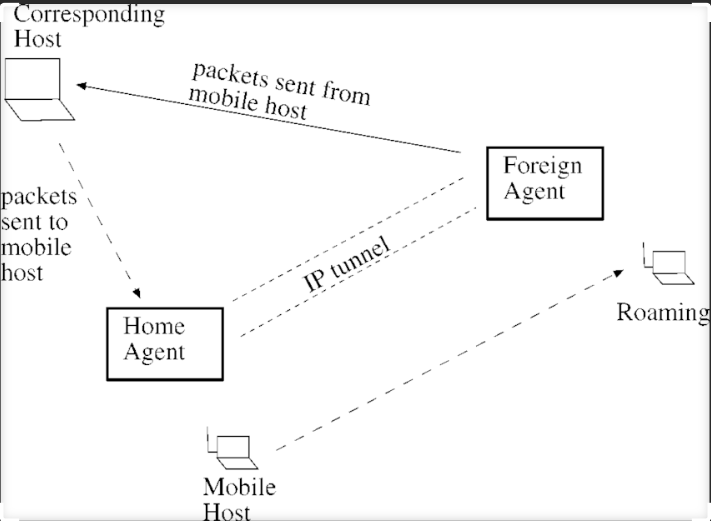 Corresponding
Host
packets sent from
mobile host
Foreign
Agent
packets
sent to
mobile
host
IP tunnel
Roaming
Home
Agent
Mobile
Host